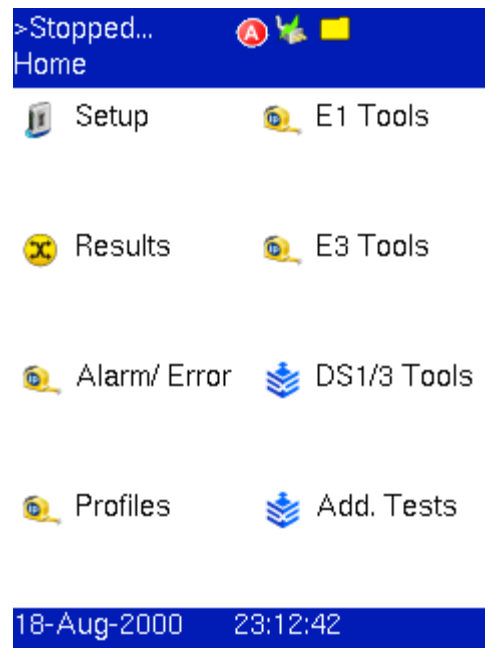 >Stopped... A
Home
Setup
E1 Tools
Results
E3 Tools
Alarm/ Error
DS1/3 Tools
Profiles
Add. Tests
18-Aug-2000 23:12:42